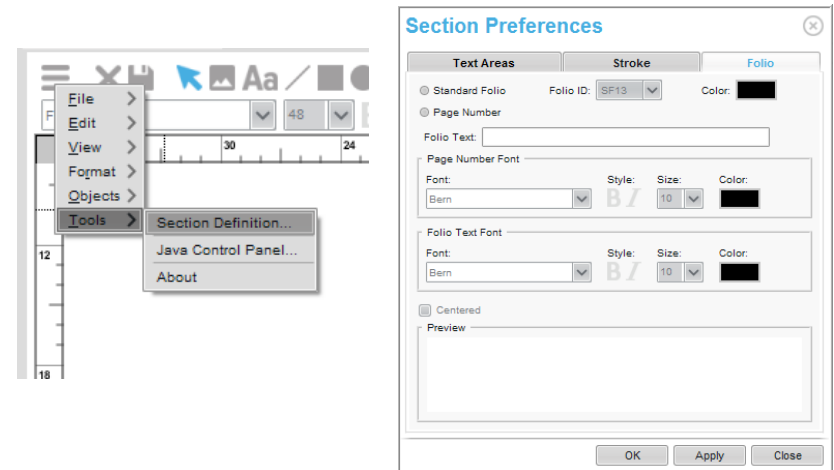 Aa
File
Edit
View
Format
Objects
Tools
F
48
30
24
12
18
Section Definition...
Java Control Panel...
About
Section Preferences
Text Areas
Stroke
Folio
Standard Folio
Folio ID: SF13
Color:
Page Number
Folio Text:
Page Number Font
Font: Style: Size: Color:
Bern B I 10
Folio Text Font
Font: Style: Size: Color:
Bern B I 10
Centered
Preview
OK Apply Close